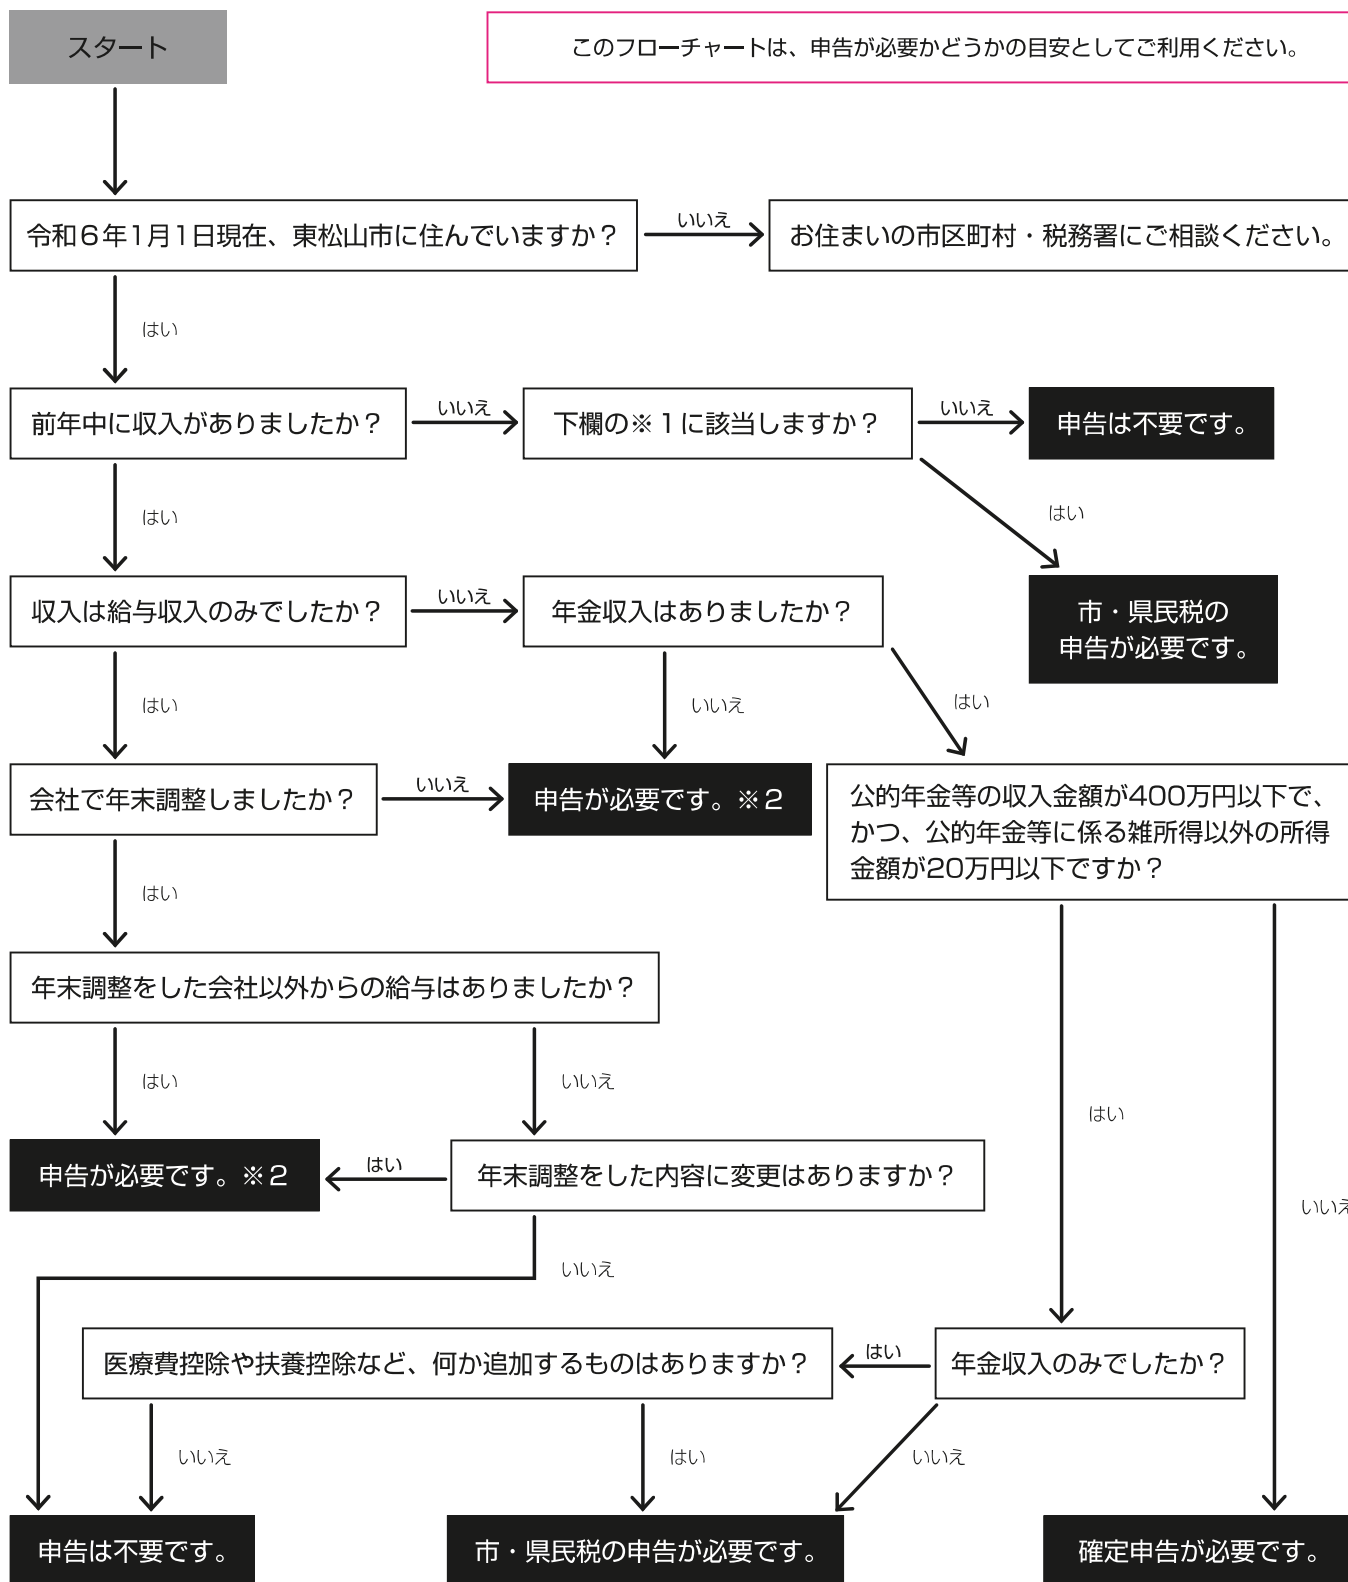 スタート
このフローチャートは、申告が必要かどうかの目安としてご利用ください。
令和６年1月1日現在、東松山市に住んでいますか？
いいえ
お住まいの市区町村・税務署にご相談ください。
はい
前年中に収入がありましたか？
いいえ
下欄の※１に該当しますか？
いいえ
申告は不要です。
はい
はい
収入は給与収入のみでしたか？
いいえ
年金収入はありましたか？
市・県民税の
申告が必要です。
はい
いいえ
はい
会社で年末調整しましたか？
いいえ
申告が必要です。※２
公的年金等の収入金額が400万円以下で、
かつ、公的年金等に係る雑所得以外の所得
金額が20万円以下ですか？
はい
年末調整をした会社以外からの給与はありましたか？
はい
いいえ
はい
申告が必要です。※２
はい
年末調整をした内容に変更はありますか？
いいえ
いいえ
医療費控除や扶養控除など、何か追加するものはありますか？
はい
年金収入のみでしたか？
いいえ
はい
いいえ
申告は不要です。
市・県民税の申告が必要です。
確定申告が必要です。